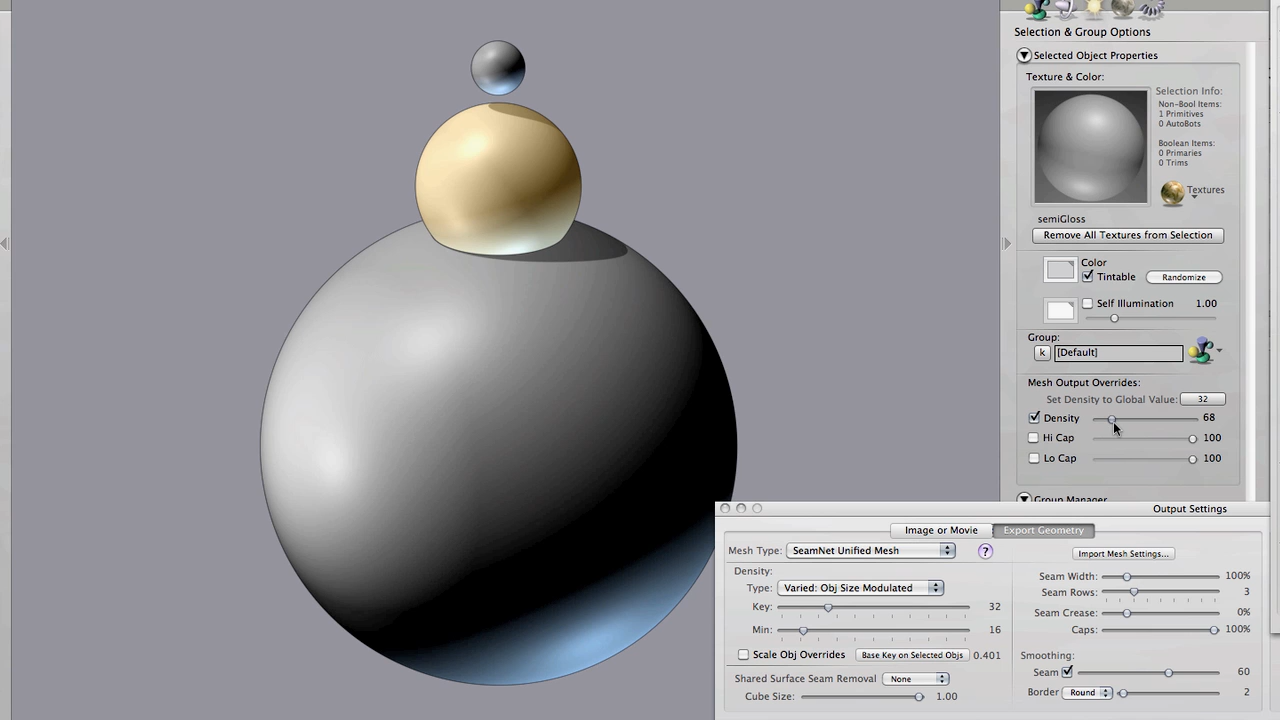 Selection & Group Options
Selected Object Properties
Texture & Color:
Selection Info:
Non-Bool Items:
1 Primitives
0 AutoBots
Boolean Items:
0 Primaries
0 Trims
Textures
semiGloss
Remove All Textures from Selection
Color
Tintable
Randomize
Self Illumination 1.00
Group:
k [Default]
Mesh Output Overrides:
Set Density to Global Value: 32
Density 68
Hi Cap 100
Lo Cap 100
Group Manager
Output Settings
Image or Movie Export Geometry
Mesh Type: SeamNet Unified Mesh ? Import Mesh Settings...
Density:
Type: Varied: Obj Size Modulated
Key: 32
Min: 16
Scale Obj Overrides Base Key on Selected Objs 0.401
Shared Surface Seam Removal None
Cube Size: 1.00
Seam Width: 100%
Seam Rows: 3
Seam Crease: 0%
Caps: 100%
Smoothing:
Seam 60
Border Round 2